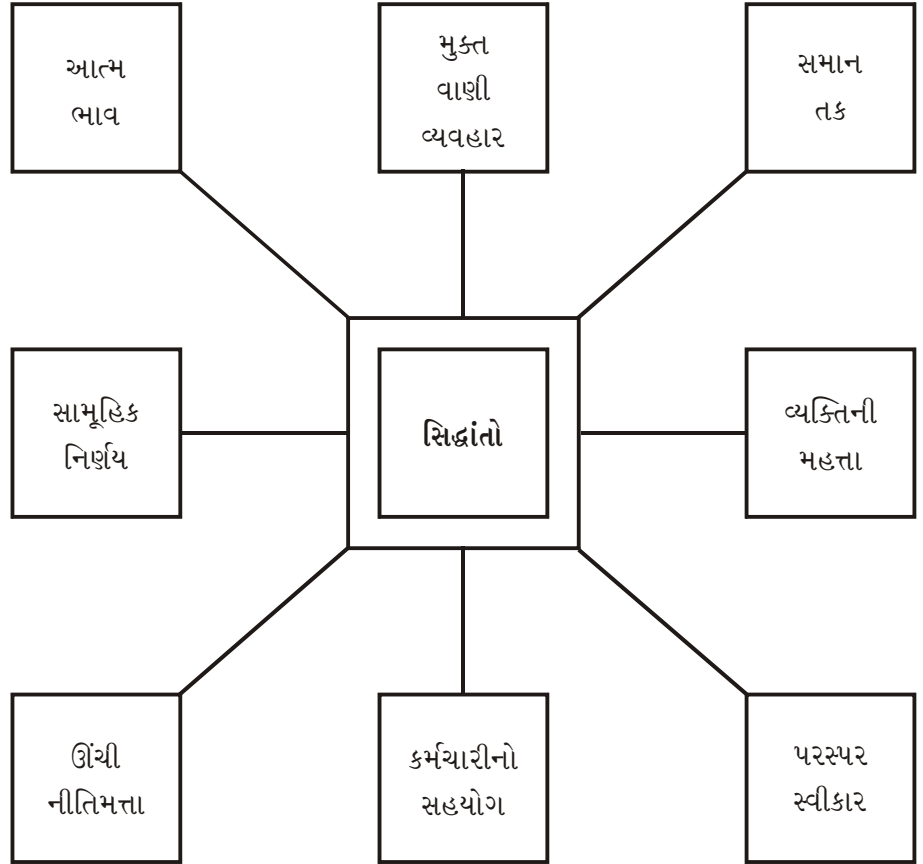 આત્મ
ભાવ
મુક્ત
વાણી
વ્યવહાર
સમાન
તક
સામૂહિક
નિર્ણય
સિદ્ધાંતો
વ્યક્તિની
મહત્તા
ઊંચી
નીતિમત્તા
કર્મચારીનો
સહયોગ
પરસ્પર
સ્વીકાર